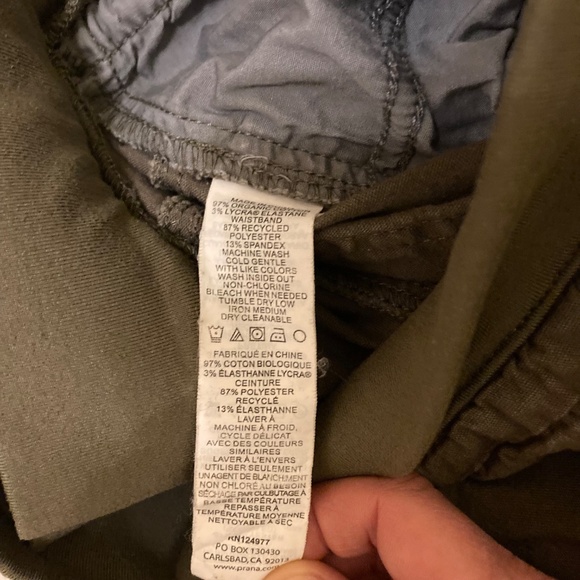 MADE IN
97% ORGANIC COTTON
3% LYCRA® ELASTANE
WAISTBAND
87% RECYCLED
POLYESTER
13% SPANDEX
MACHINE WASH
COLD GENTLE
WITH LIKE COLORS
WASH INSIDE OUT
NON-CHLORINE
BLEACH WHEN NEEDED
TUMBLE DRY LOW
IRON MEDIUM
DRY CLEANABLE
FABRIQUÉ EN CHINE
97% COTON BIOLOGIQUE
3% ÉLASTHANNE LYCRA®
CEINTURE
87% POLYESTER
RECYCLÉ
13% ÉLASTHANNE
LAVER À
MACHINE À FROID,
CYCLE DÉLICAT
AVEC DES COULEURS
SIMILAIRES
LAVER À L'ENVERS
UTILISER SEULEMENT
UN AGENT DE BLANCHIMENT
NON CHLORÉ AU BESOIN
SÉCHAGE PAR CULBUTAGE À
BASSE TEMPÉRATURE
REPASSER À
TEMPÉRATURE MOYENNE
NETTOYABLE À SEC
RN124977
PO BOX 130430
CARLSBAD, CA 92013
www.prana.com